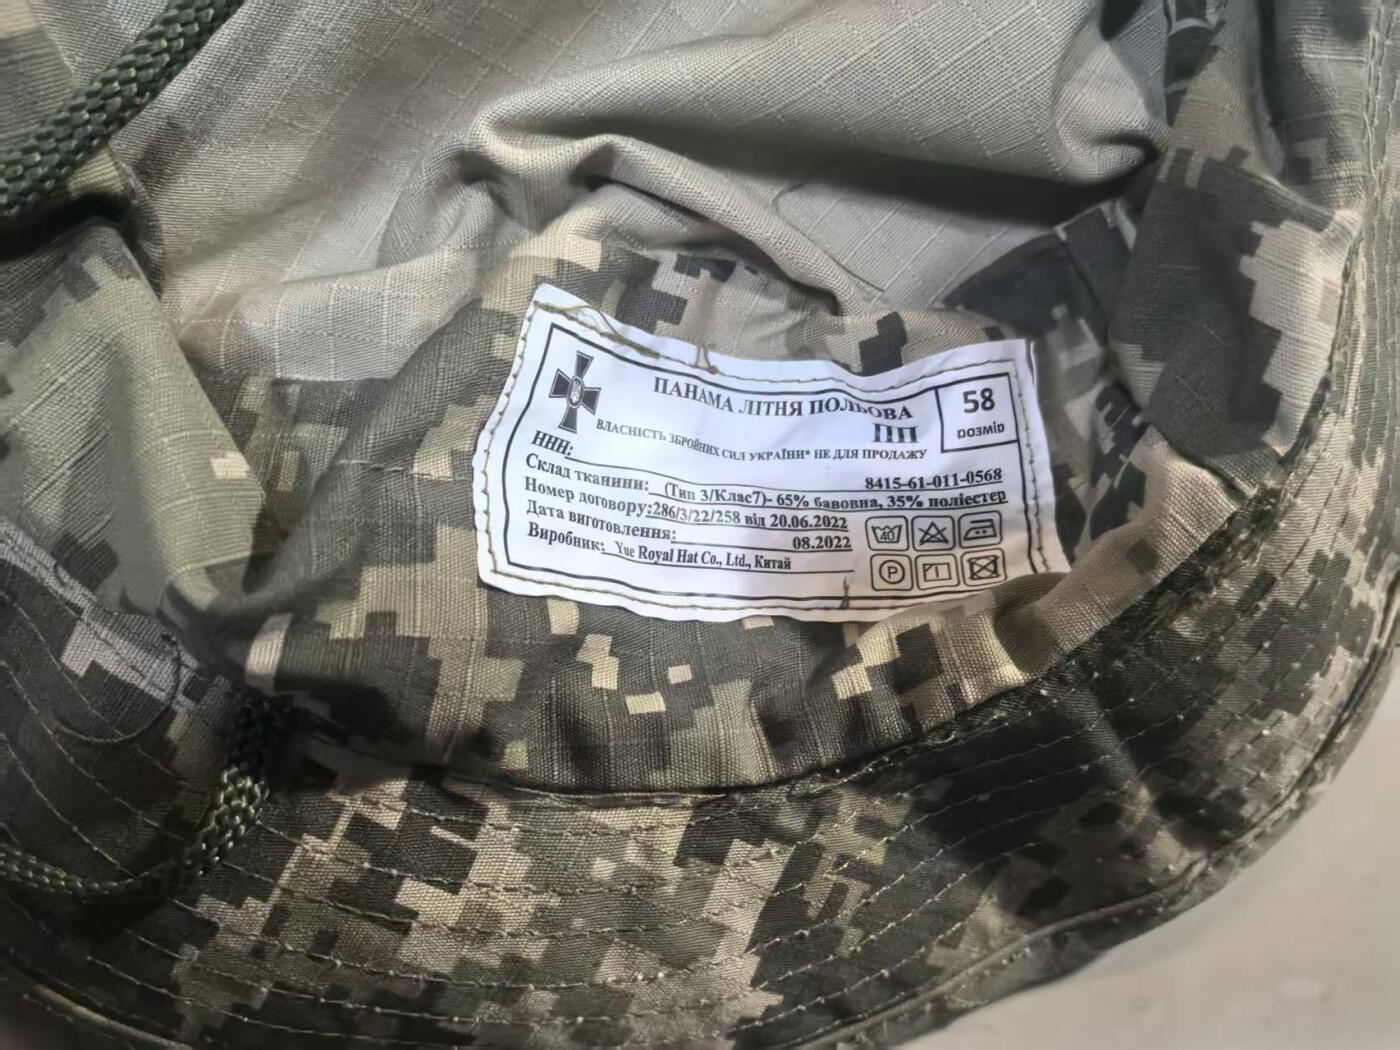 ПАНАМА ЛІТНЯ ПОЛЬОВА
ПП
58
розмір
ВЛАСНІСТЬ ЗБРОЙНИХ СИЛ УКРАЇНИ* НЕ ДЛЯ ПРОДАЖУ
ННН: 8415-61-011-0568
Склад тканини: (Тип 3/Клас7)- 65% бавовна, 35% поліестер
Номер договору:286/3/22/258 від 20.06.2022
Дата виготовлення: 08.2022
Виробник: Yue Royal Hat Co., Ltd., Китай
40
P